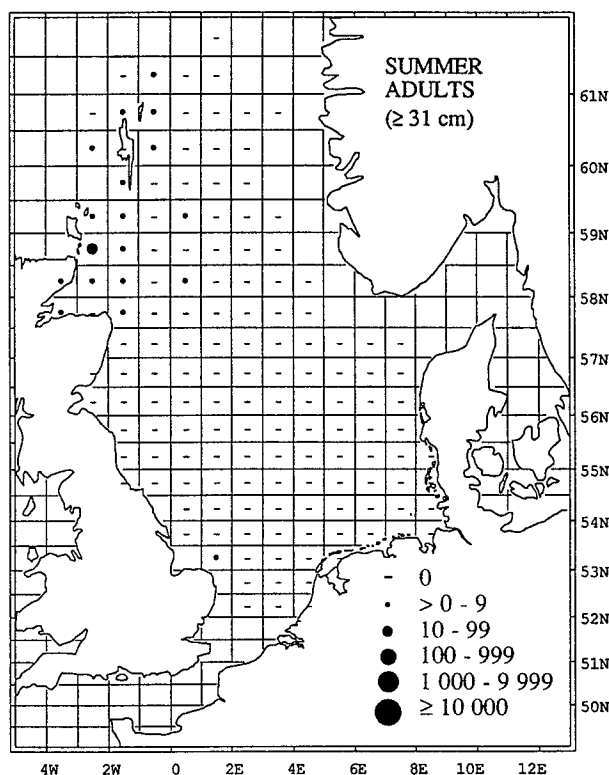 SUMMER
ADULTS
(≥ 31 cm)
61N
60N
59N
58N
57N
56N
55N
54N
53N
52N
51N
50N
- 0
• > 0 - 9
● 10 - 99
● 100 - 999
● 1 000 - 9 999
● ≥ 10 000
4W 2W 0 2E 4E 6E 8E 10E 12E